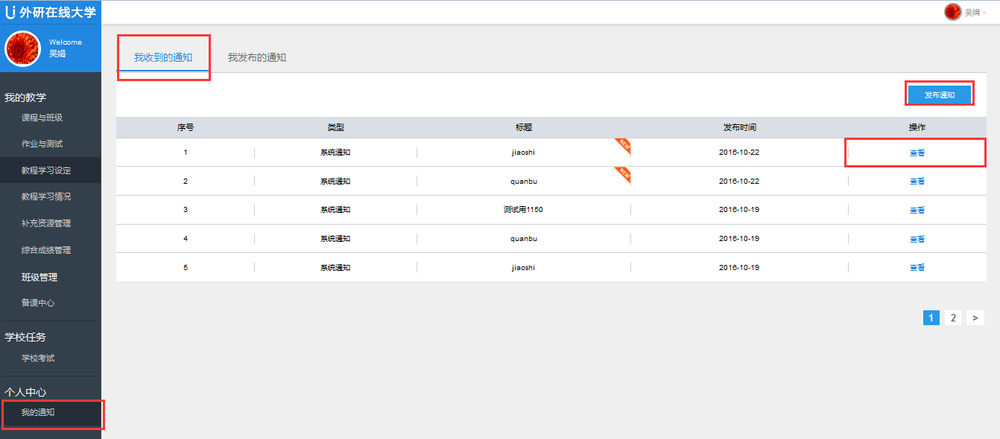 外研在线大学
吴娟
Welcome
吴娟
我的教学
课程与班级
作业与测试
教程学习设定
教程学习情况
补充资源管理
综合成绩管理
班级管理
备课中心
学校任务
学校考试
个人中心
我的通知
我收到的通知 我发布的通知
发布通知
序号 类型 标题 发布时间 操作
1 系统通知 jiaoshi NEW 2016-10-22 查看
2 系统通知 quanbu NEW 2016-10-22 查看
3 系统通知 测试用1150 2016-10-19 查看
4 系统通知 quanbu 2016-10-19 查看
5 系统通知 jiaoshi 2016-10-19 查看
1 2 >